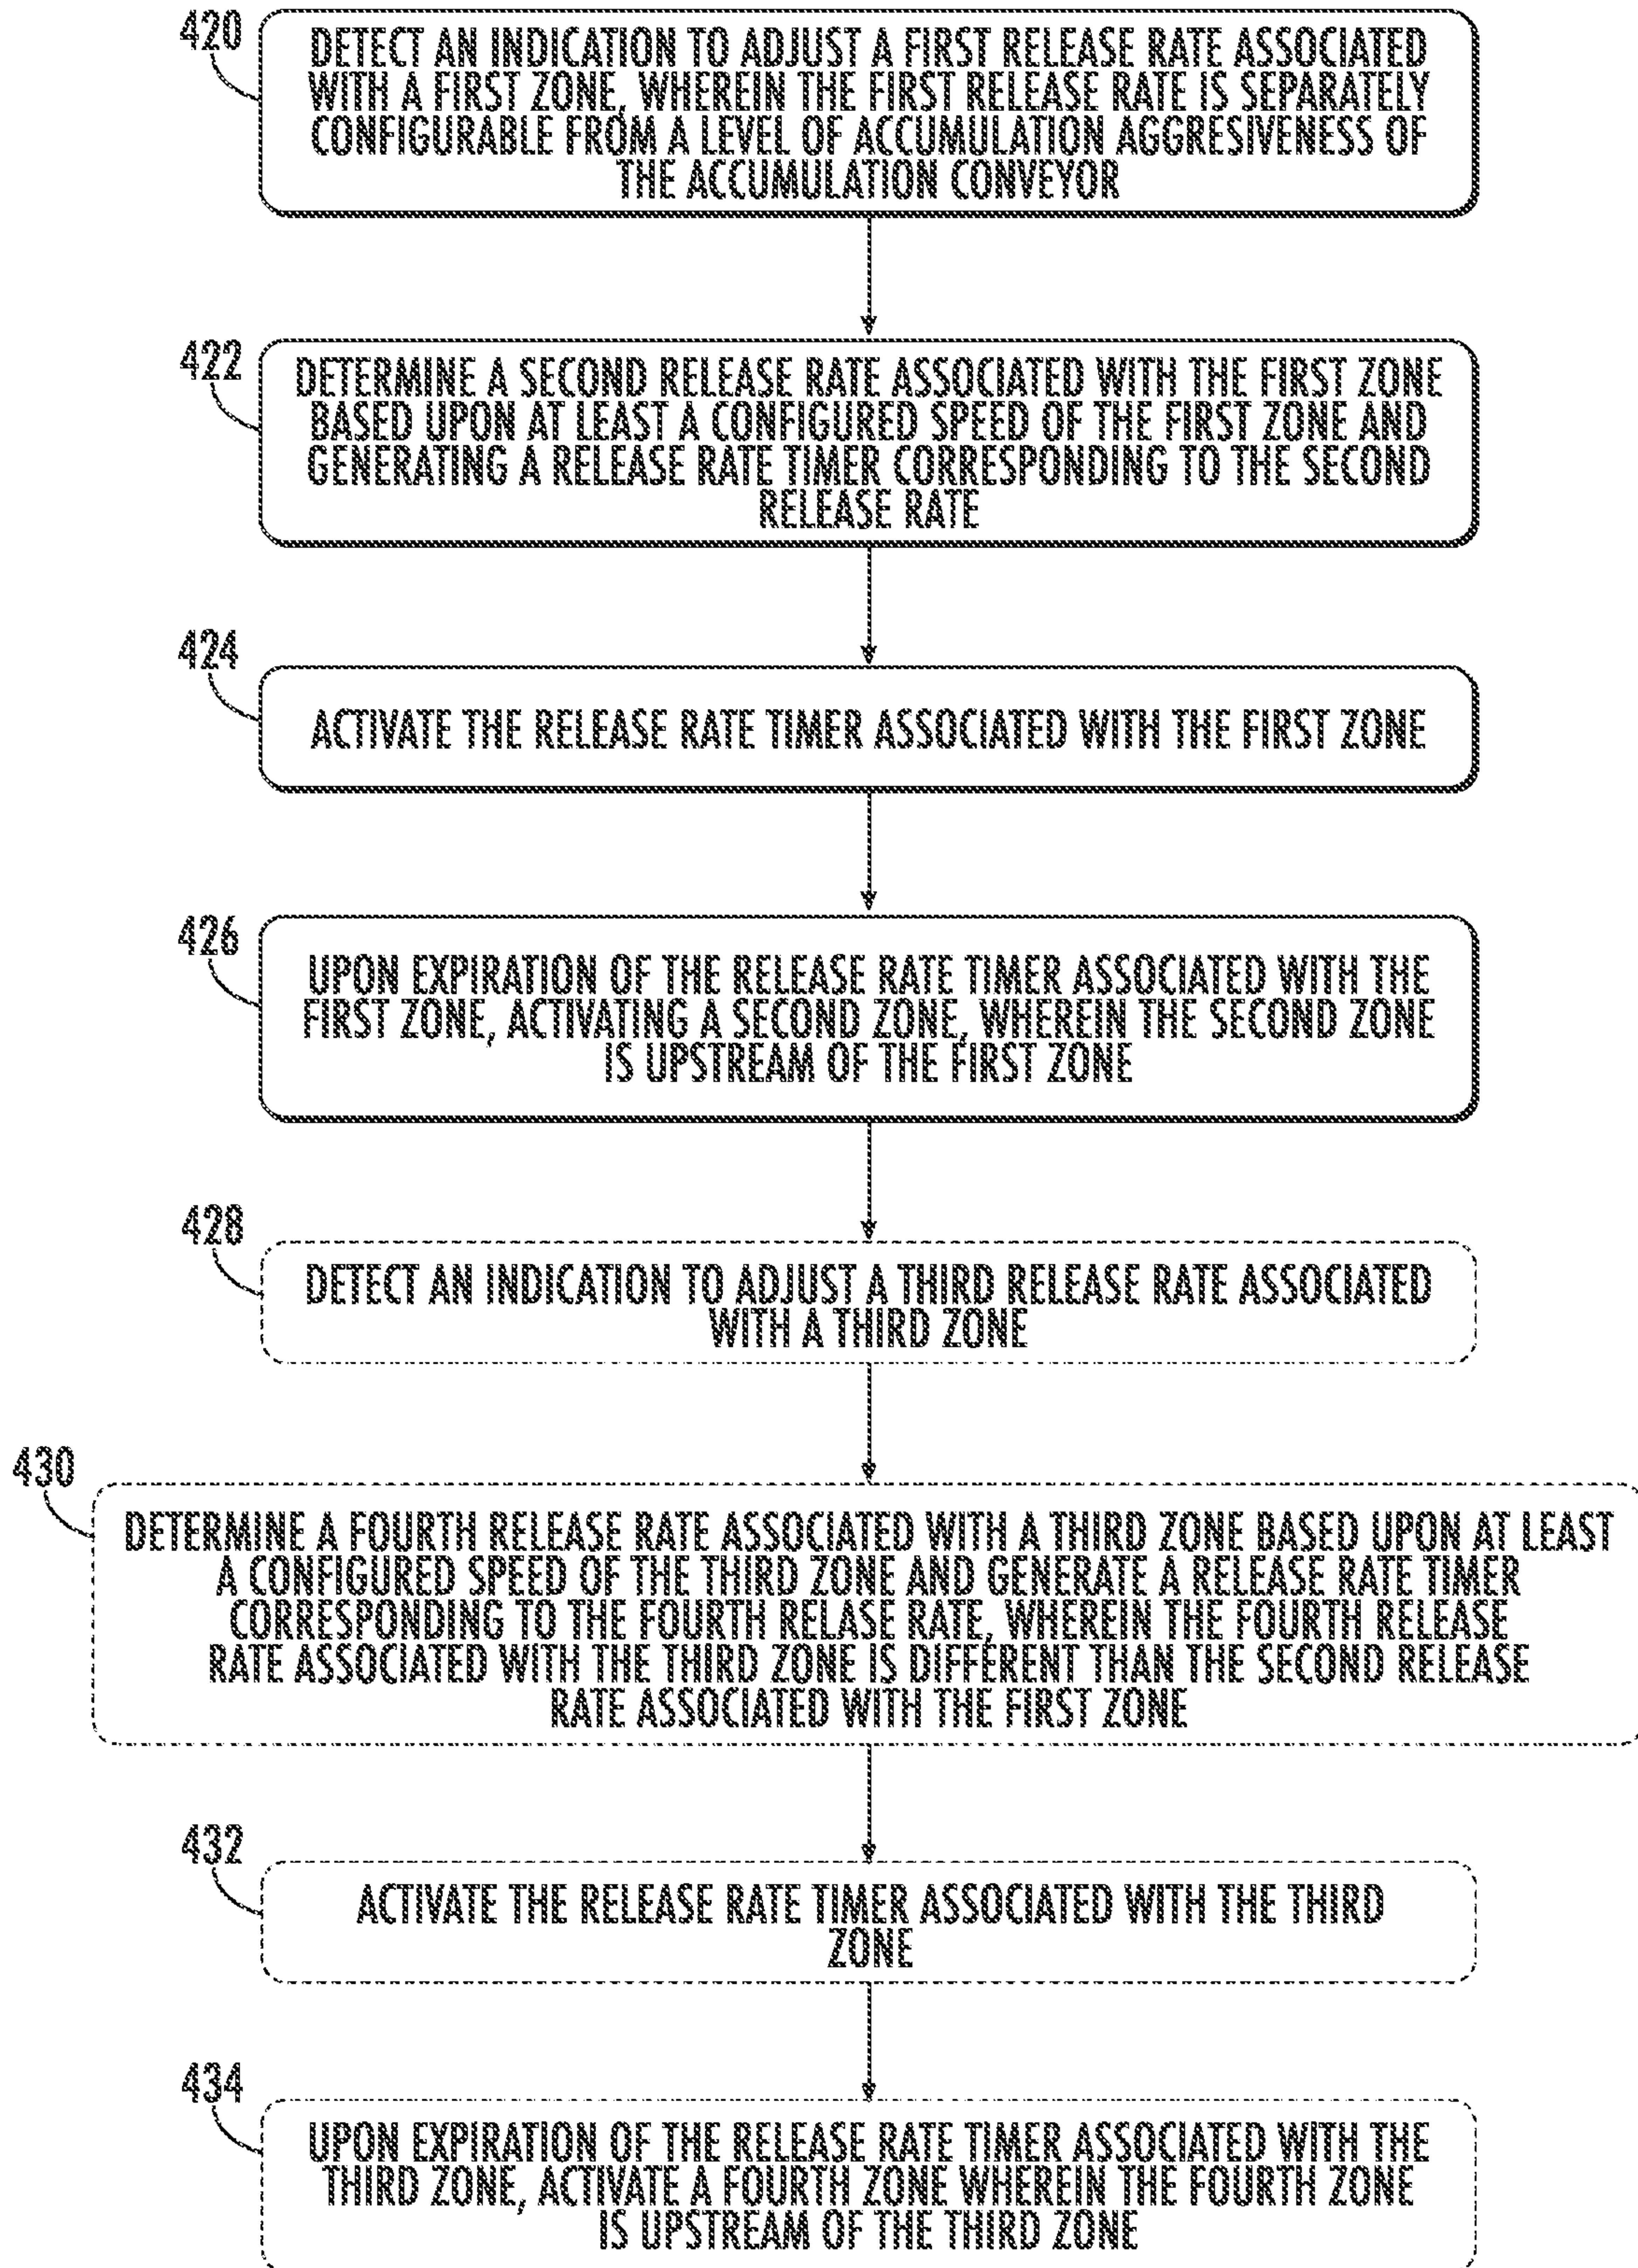 420
DETECT AN INDICATION TO ADJUST A FIRST RELEASE RATE ASSOCIATED
WITH A FIRST ZONE, WHEREIN THE FIRST RELEASE RATE IS SEPARATELY
CONFIGURABLE FROM A LEVEL OF ACCUMULATION AGGRESIVENESS OF
THE ACCUMULATION CONVEYOR
422
DETERMINE A SECOND RELEASE RATE ASSOCIATED WITH THE FIRST ZONE
BASED UPON AT LEAST A CONFIGURED SPEED OF THE FIRST ZONE AND
GENERATING A RELEASE RATE TIMER CORRESPONDING TO THE SECOND
RELEASE RATE
424
ACTIVATE THE RELEASE RATE TIMER ASSOCIATED WITH THE FIRST ZONE
426
UPON EXPIRATION OF THE RELEASE RATE TIMER ASSOCIATED WITH THE
FIRST ZONE, ACTIVATING A SECOND ZONE, WHEREIN THE SECOND ZONE
IS UPSTREAM OF THE FIRST ZONE
428
DETECT AN INDICATION TO ADJUST A THIRD RELEASE RATE ASSOCIATED
WITH A THIRD ZONE
430
DETERMINE A FOURTH RELEASE RATE ASSOCIATED WITH A THIRD ZONE BASED UPON AT LEAST
A CONFIGURED SPEED OF THE THIRD ZONE AND GENERATE A RELEASE RATE TIMER
CORRESPONDING TO THE FOURTH RELASE RATE, WHEREIN THE FOURTH RELEASE
RATE ASSOCIATED WITH THE THIRD ZONE IS DIFFERENT THAN THE SECOND RELEASE
RATE ASSOCIATED WITH THE FIRST ZONE
432
ACTIVATE THE RELEASE RATE TIMER ASSOCIATED WITH THE THIRD
ZONE
434
UPON EXPIRATION OF THE RELEASE RATE TIMER ASSOCIATED WITH THE
THIRD ZONE, ACTIVATE A FOURTH ZONE WHEREIN THE FOURTH ZONE
IS UPSTREAM OF THE THIRD ZONE